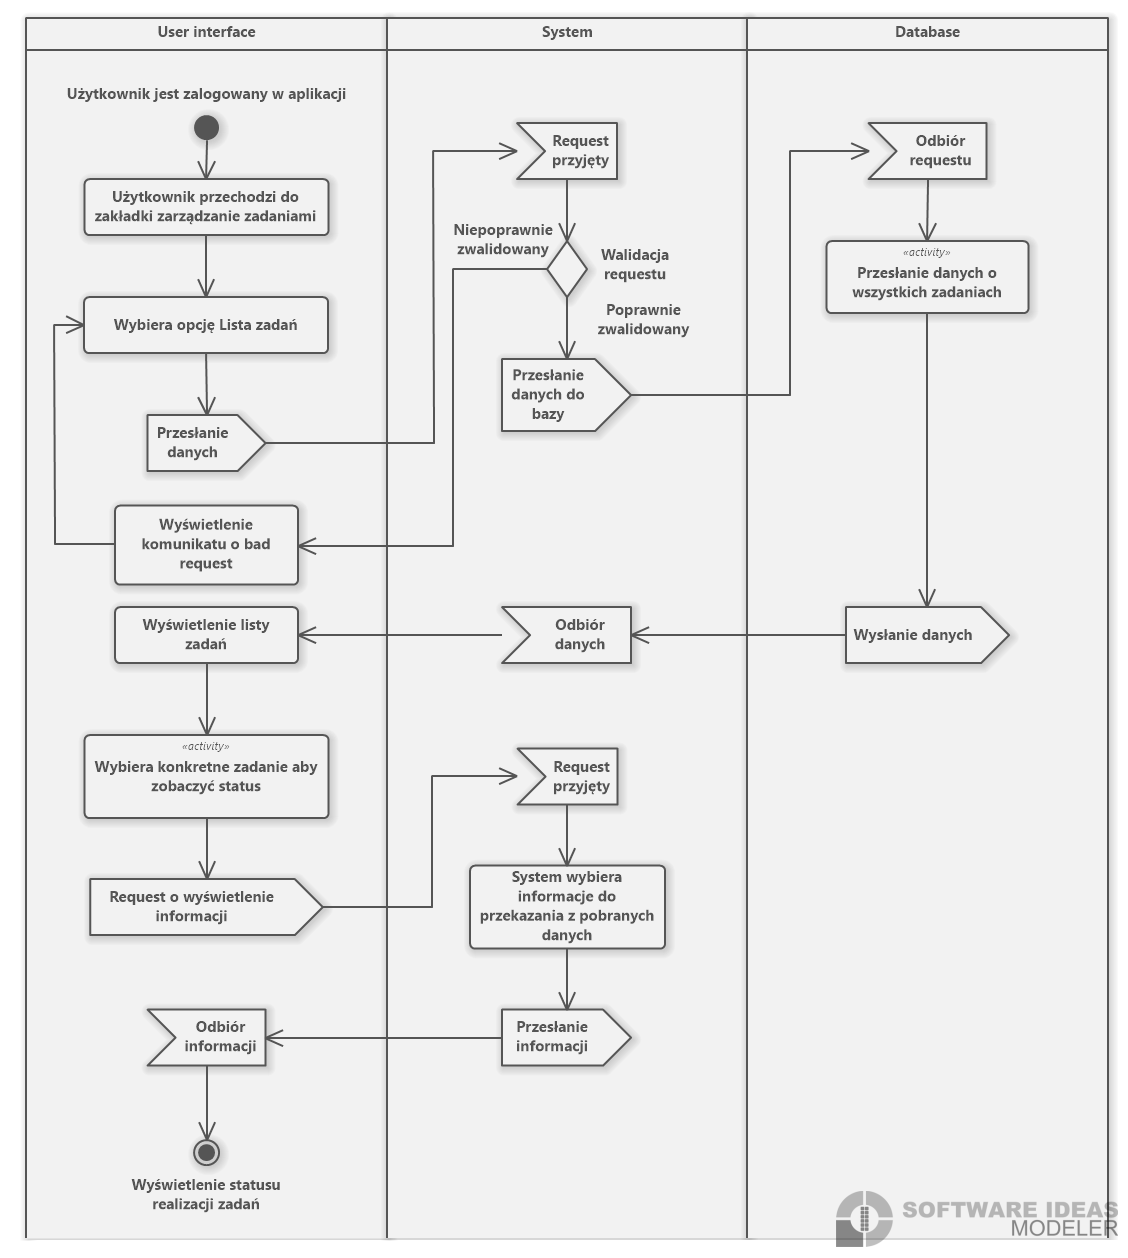 User interface
System
Database
Użytkownik jest zalogowany w aplikacji
Użytkownik przechodzi do
zakładki zarządzanie zadaniami
Wybiera opcję Lista zadań
Przesłanie
danych
Request
przyjęty
Niepoprawnie
zwalidowany
Walidacja
requestu
Poprawnie
zwalidowany
Przesłanie
danych do
bazy
Odbiór
requestu
«activity»
Przesłanie danych o
wszystkich zadaniach
Wyświetlenie
komunikatu o bad
request
Wyświetlenie listy
zadań
Odbiór
danych
Wysłanie danych
«activity»
Wybiera konkretne zadanie aby
zobaczyć status
Request
przyjęty
Request o wyświetlenie
informacji
System wybiera
informacje do
przekazania z pobranych
danych
Odbiór
informacji
Przesłanie
informacji
Wyświetlenie statusu
realizacji zadań
SOFTWARE IDEAS
MODELER